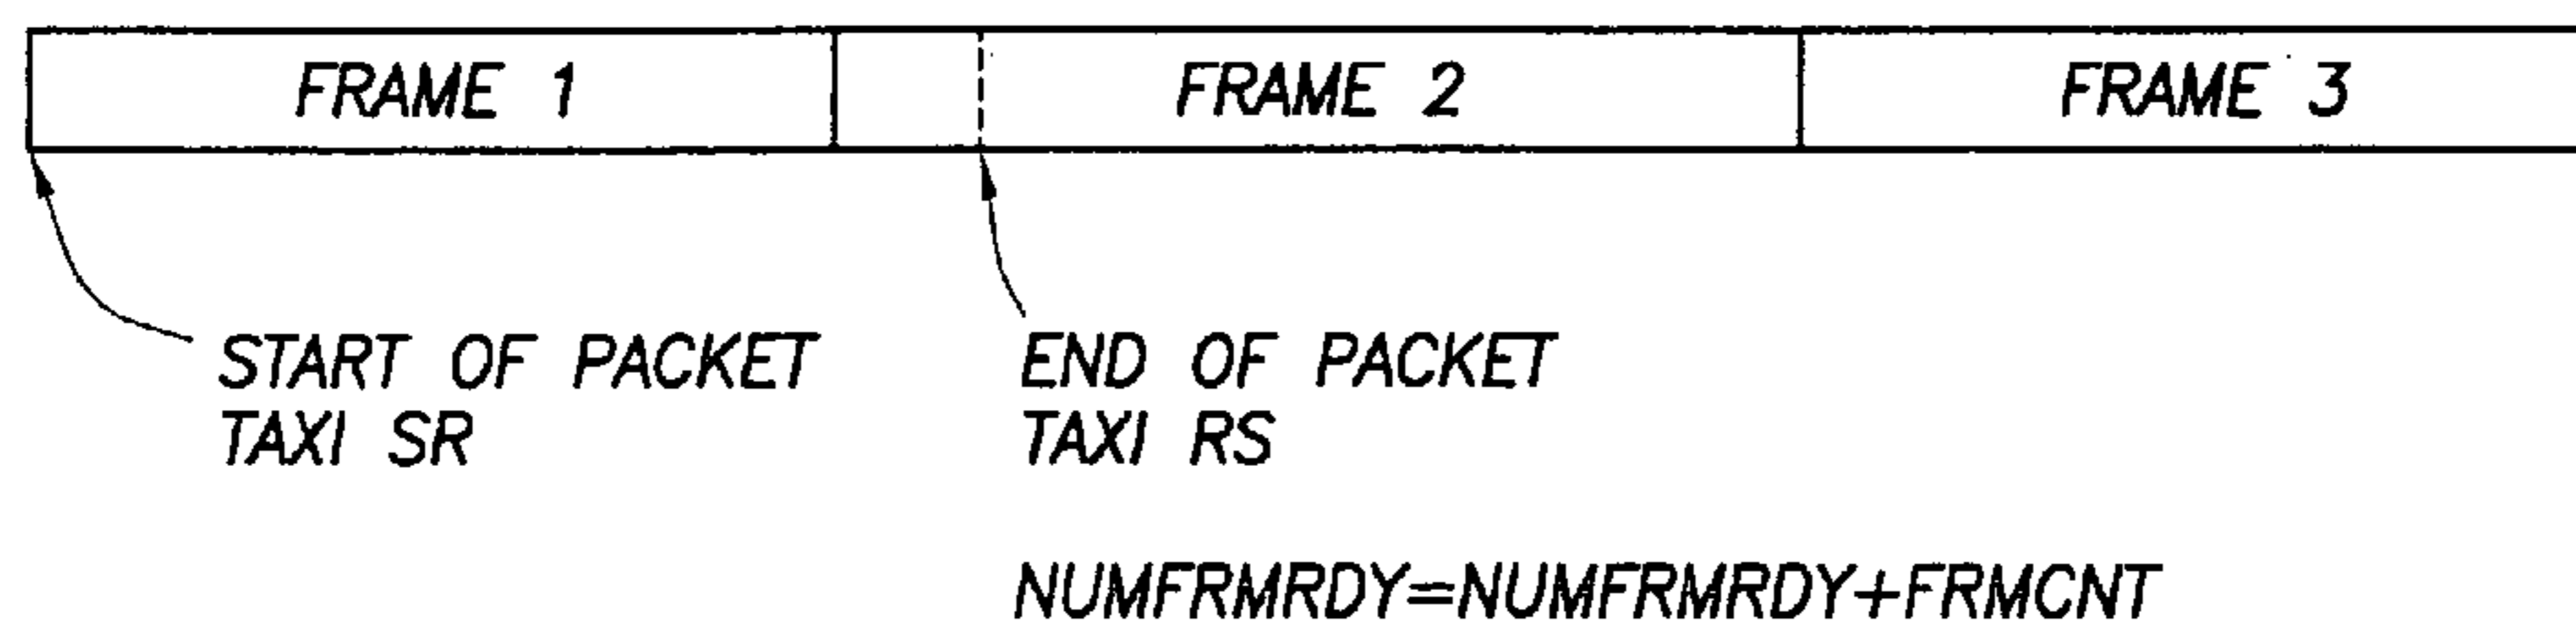 FRAME 1
FRAME 2
FRAME 3
START OF PACKET
TAXI SR
END OF PACKET
TAXI RS
NUMFRMRDY=NUMFRMRDY+FRMCNT